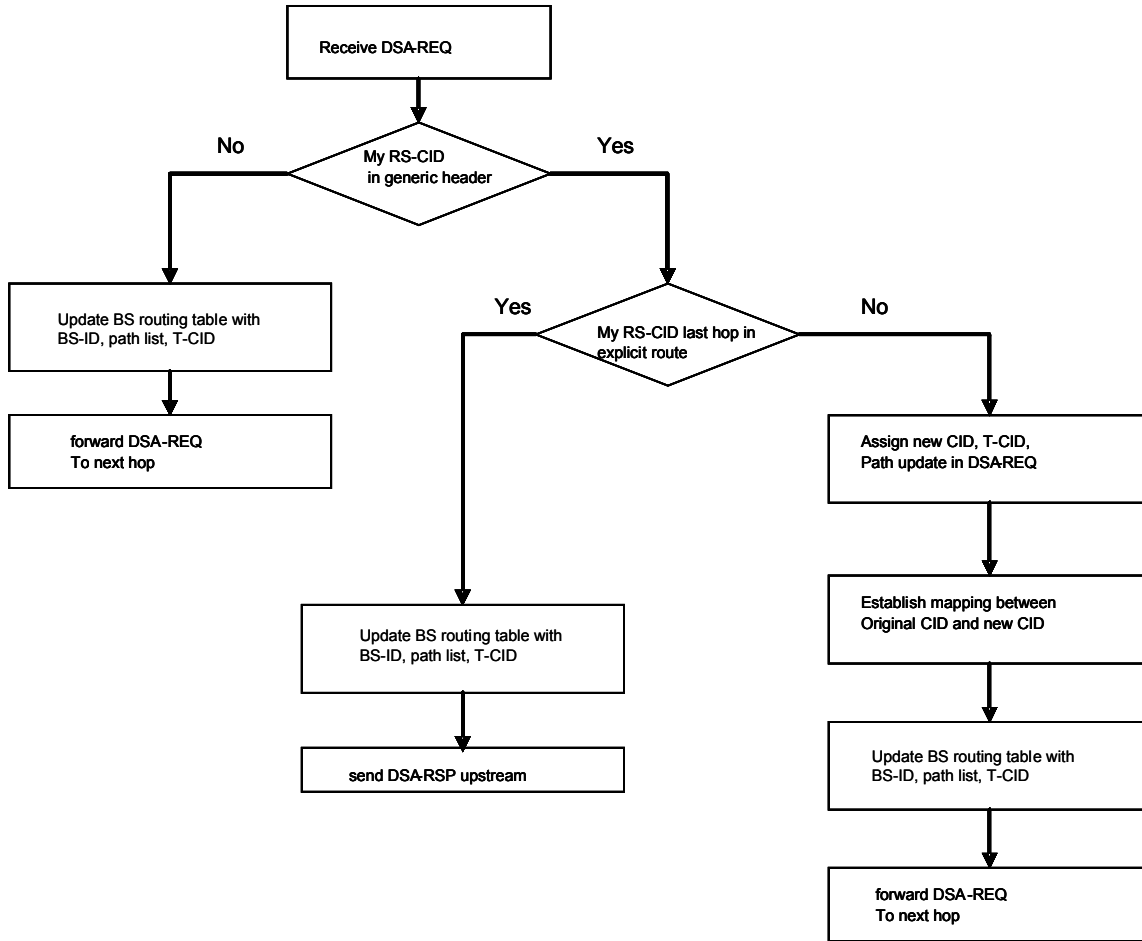 Receive DSA-REQ
My RS-CID
in generic header
No
Yes
Update BS routing table with
BS-ID, path list, T-CID
forward DSA-REQ
To next hop
My RS-CID last hop in
explicit route
Yes
No
Update BS routing table with
BS-ID, path list, T-CID
send DSA-RSP upstream
Assign new CID, T-CID,
Path update in DSA-REQ
Establish mapping between
Original CID and new CID
Update BS routing table with
BS-ID, path list, T-CID
forward DSA-REQ
To next hop